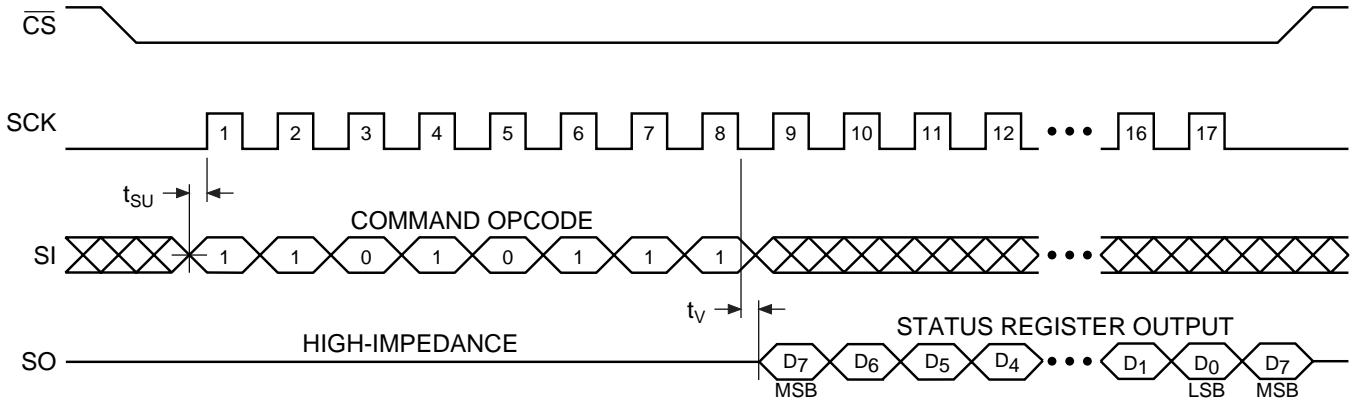 CS
SCK 1 2 3 4 5 6 7 8 9 10 11 12 ••• 16 17
tSU
COMMAND OPCODE
SI 1 1 0 1 0 1 1 1 •••
tV
HIGH-IMPEDANCE
STATUS REGISTER OUTPUT
SO D7 D6 D5 D4 ••• D1 D0 D7
MSB LSB MSB